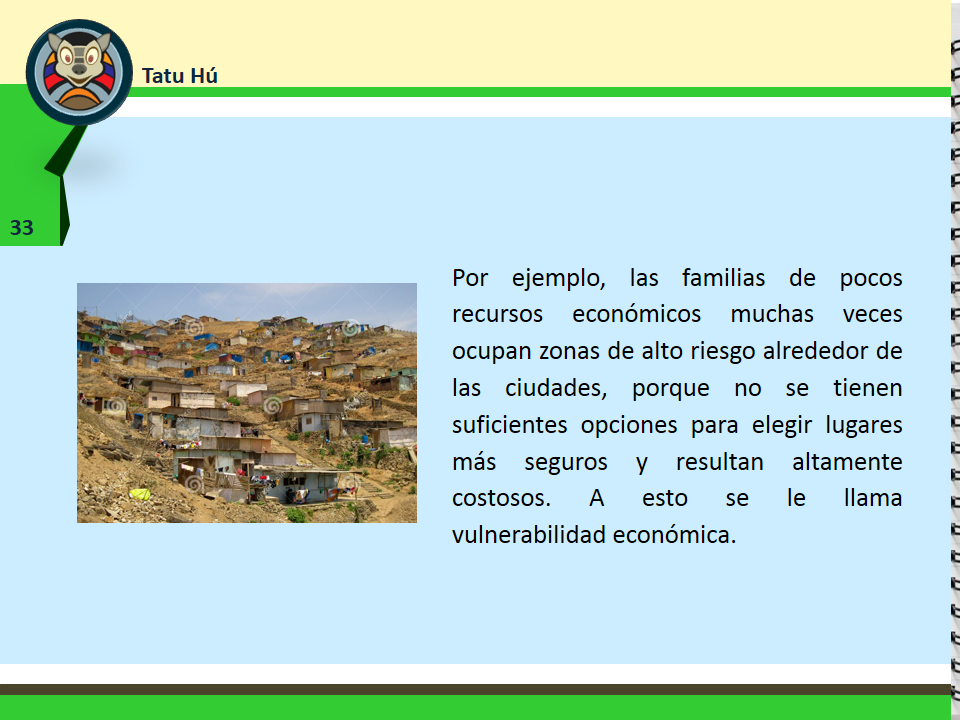 Tatu Hú
33
Por ejemplo, las familias de pocos
recursos económicos muchas veces
ocupan zonas de alto riesgo alrededor de
las ciudades, porque no se tienen
suficientes opciones para elegir lugares
más seguros y resultan altamente
costosos. A esto se le llama
vulnerabilidad económica.